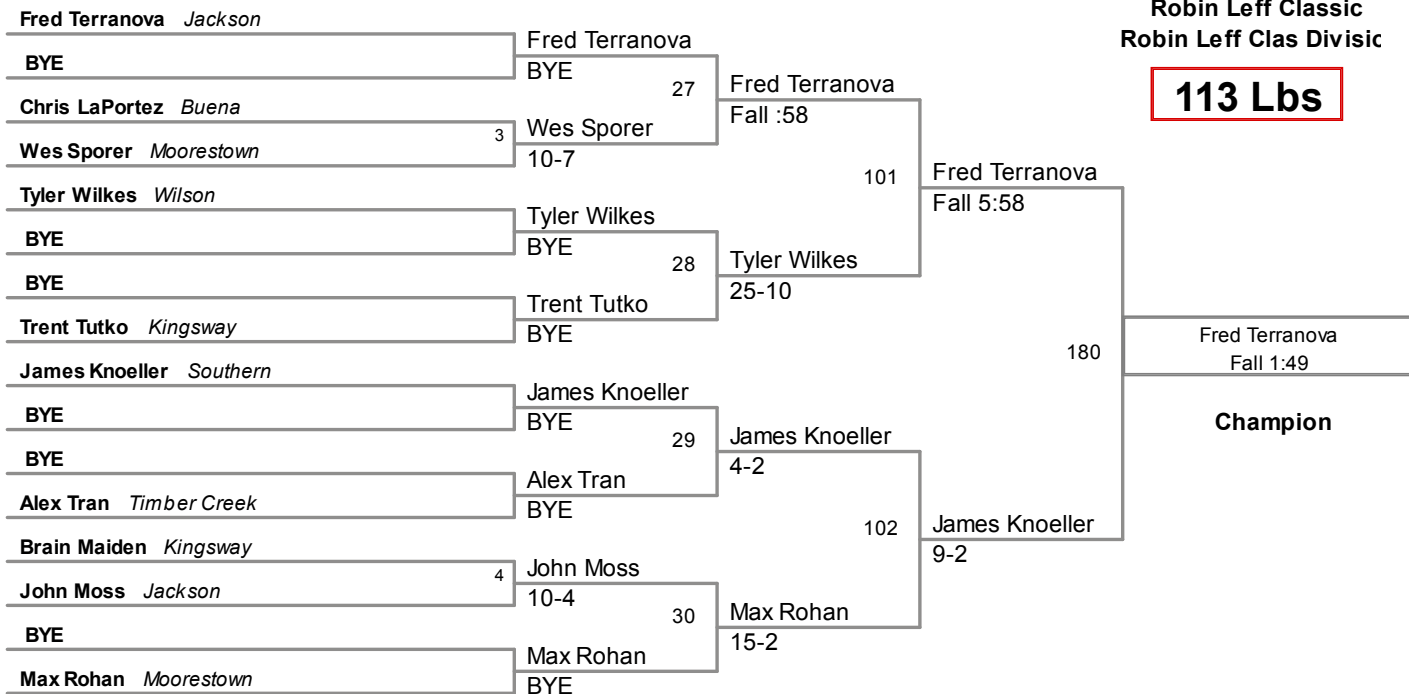 Robin Leff Classic
Robin Leff Clas Divisic
113 Lbs
Fred Terranova Jackson
BYE
Chris LaPortez Buena
Wes Sporer Moorestown
Tyler Wilkes Wilson
BYE
BYE
Trent Tutko Kingsway
James Knoeller Southern
BYE
BYE
Alex Tran Timber Creek
Brain Maiden Kingsway
John Moss Jackson
BYE
Max Rohan Moorestown
3
4
Fred Terranova
BYE
27
Wes Sporer
10-7
Tyler Wilkes
BYE
28
Trent Tutko
BYE
James Knoeller
BYE
29
Alex Tran
BYE
John Moss
10-4
30
Max Rohan
BYE
Fred Terranova
Fall :58
101
Tyler Wilkes
25-10
James Knoeller
4-2
102
Max Rohan
15-2
Fred Terranova
Fall 5:58
180
James Knoeller
9-2
Fred Terranova
Fall 1:49
Champion